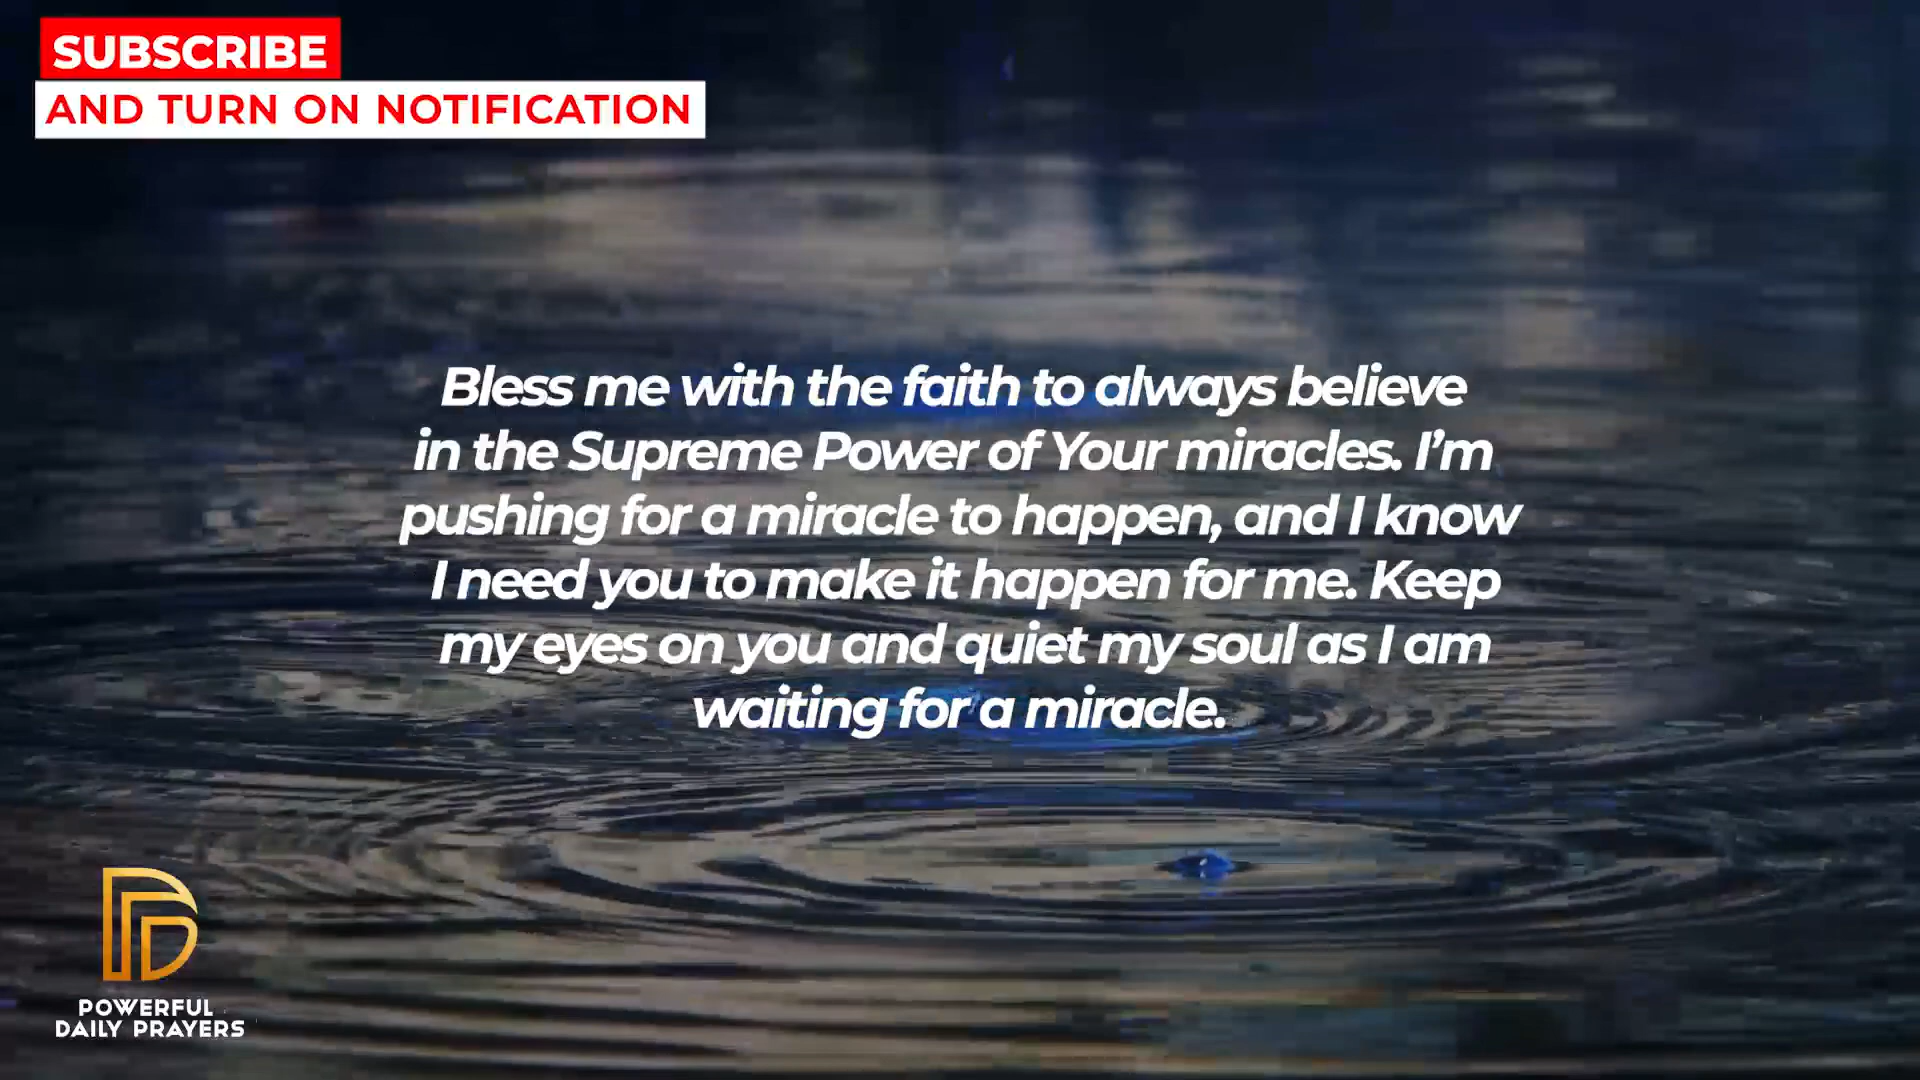 SUBSCRIBE
AND TURN ON NOTIFICATION
Bless me with the faith to always believe
in the Supreme Power of Your miracles. I’m
pushing for a miracle to happen, and I know
I need you to make it happen for me. Keep
my eyes on you and quiet my soul as I am
waiting for a miracle.
POWERFUL
DAILY PRAYERS